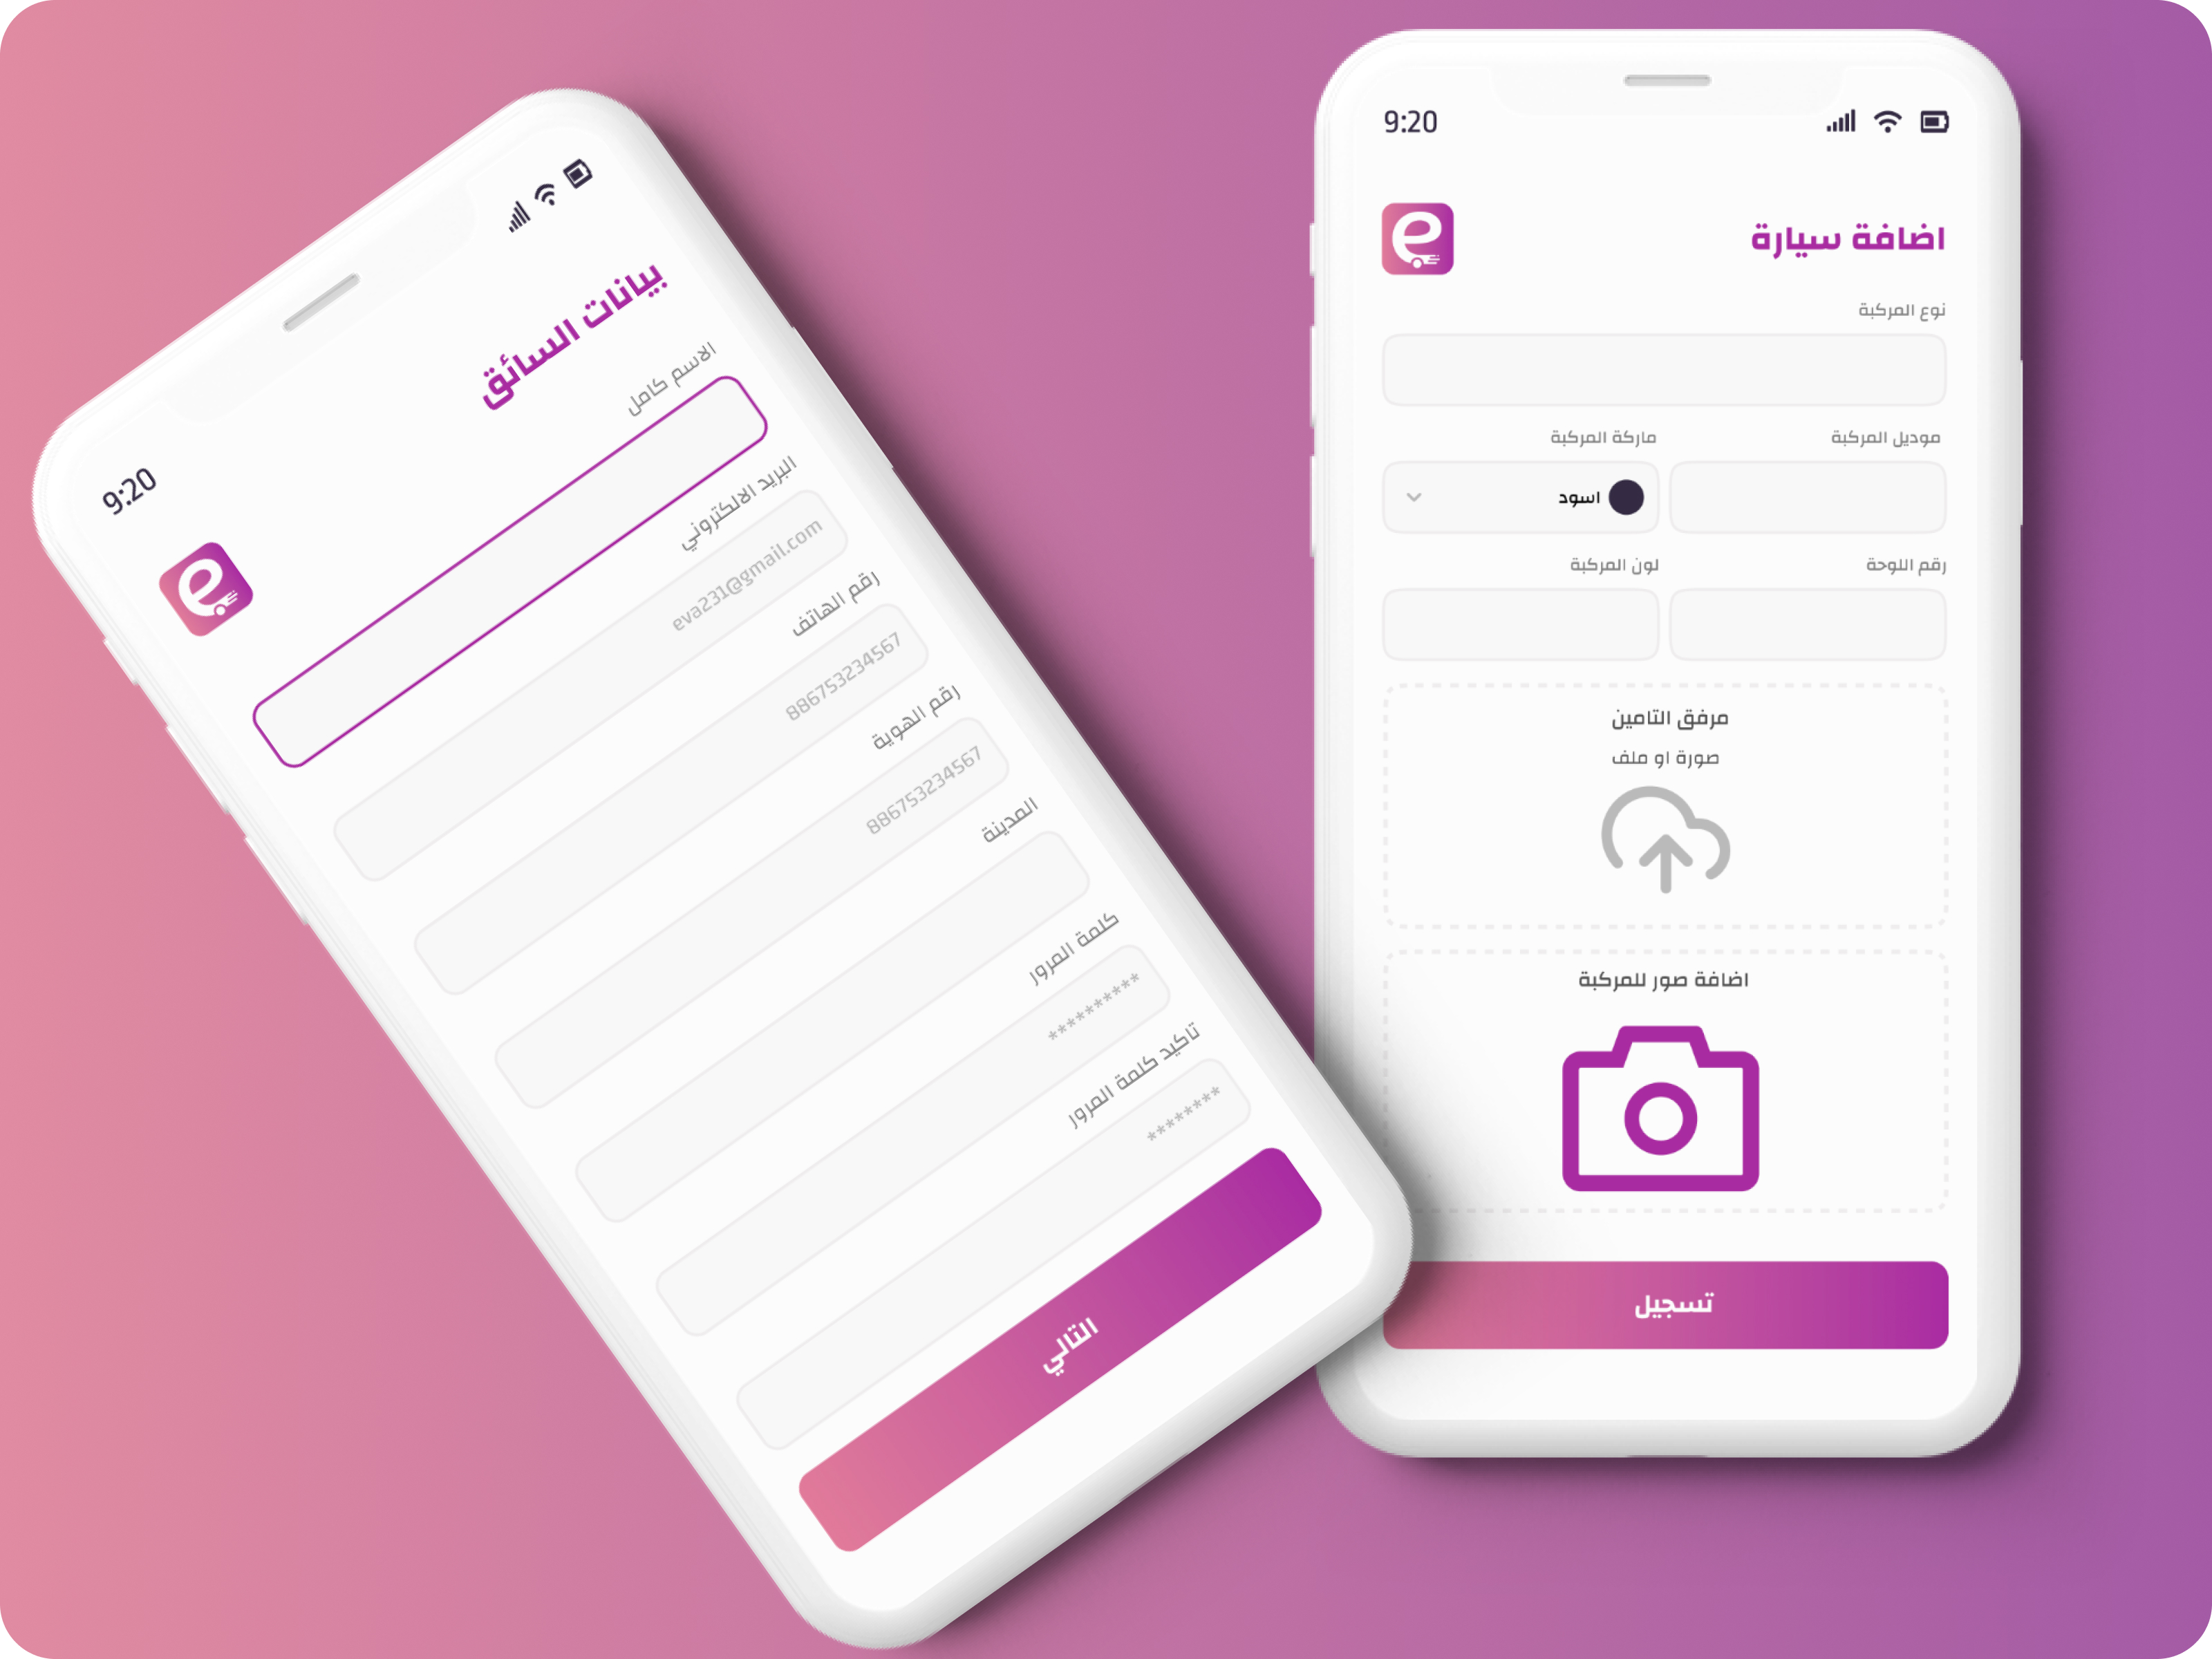 9:20
بيانات السائق
الاسم كامل
البريد الالكتروني
eva231@gmail.com
رقم الهاتف
886753234567
رقم الهوية
886753234567
المدينة
كلمة المرور
**********
تاكيد كلمة المرور
********
التالي
9:20
e
اضافة سيارة
نوع المركبة
موديل المركبة
ماركة المركبة
اسود
رقم اللوحة
لون المركبة
مرفق التامين
صورة او ملف
اضافة صور للمركبة
تسجيل